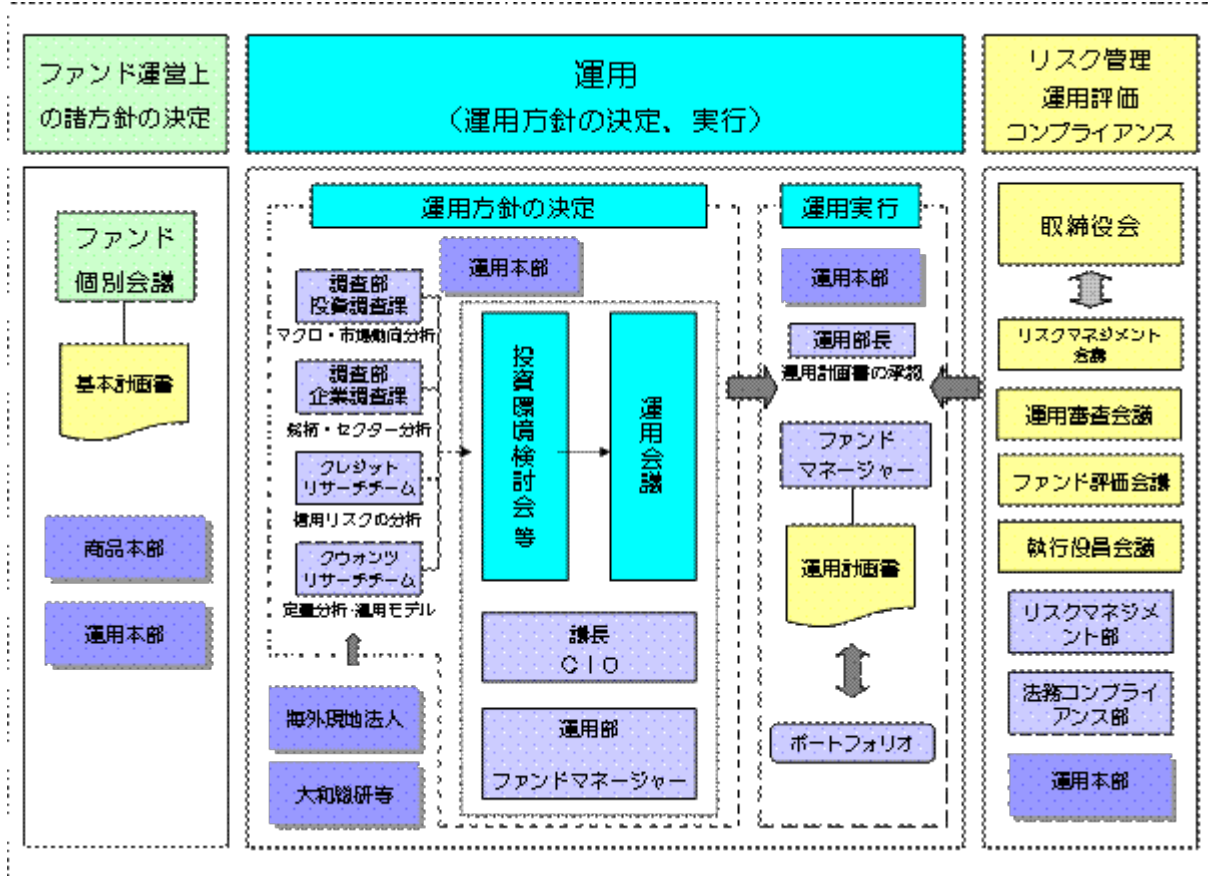 ファンド運営上
の諸方針の決定
運用
（運用方針の決定、実行）
リスク管理
運用評価
コンプライアンス
ファンド
個別会議
基本計画書
商品本部
運用本部
運用方針の決定
運用本部
調査部
投資調査課
マクロ・市場動向分析
調査部
企業調査課
銘柄・セクター分析
クレジット
リサーチチーム
信用リスクの分析
クウォンツ
リサーチチーム
定量分析・運用モデル
海外現地法人
大和総研等
投資環境検討会等
運用会議
議長
ＣＩＯ
運用部
ファンドマネージャー
運用実行
運用本部
運用部長
運用計画書の承認
ファンド
マネージャー
運用計画書
ポートフォリオ
取締役会
リスクマネジメント
会議
運用審査会議
ファンド評価会議
執行役員会議
リスクマネジメ
ント部
法務コンプライ
アンス部
運用本部